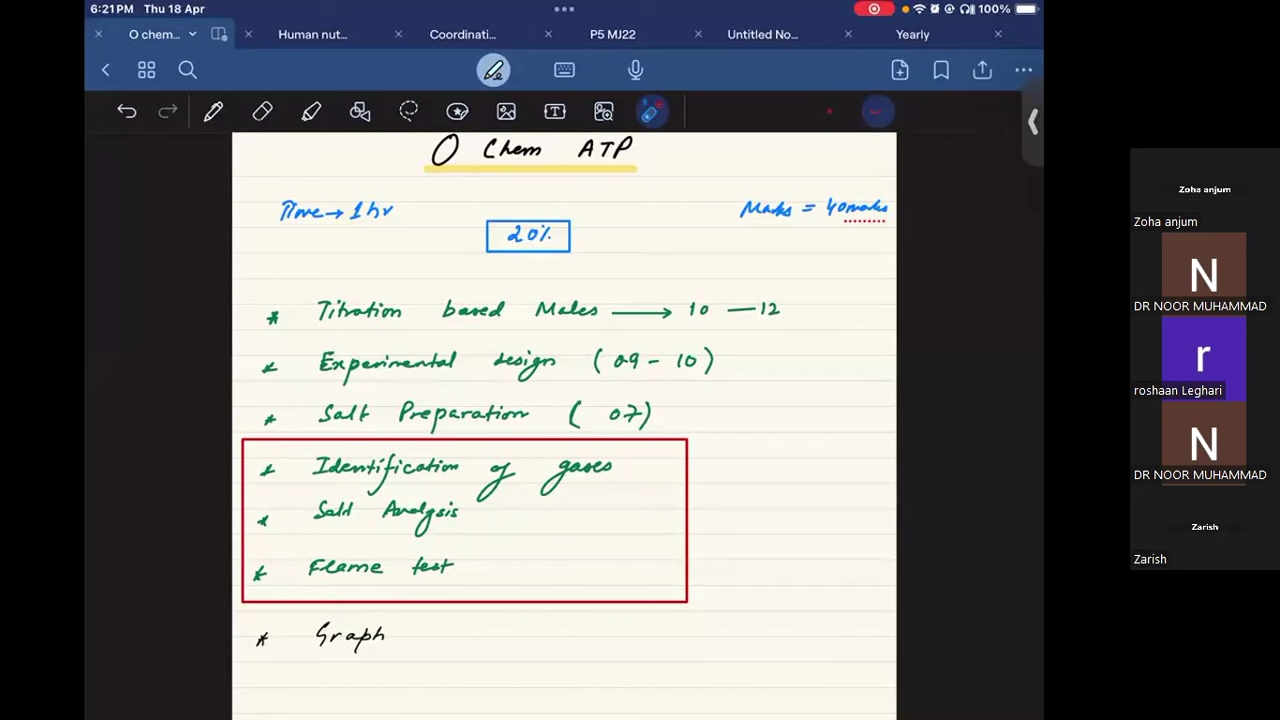 6:21 PM Thu 18 Apr
100%
O chem...
Human nut...
Coordinati...
P5 MJ22
Untitled No...
Yearly
O Chem ATP
Time → 1 hr
Marks = 40 marks
20%
* Titration based Moles → 10 — 12
* Experimental design ( 09 - 10 )
* Salt Preparation ( 07 )
* Identification of gases
* Salt Analysis
* Flame test
* Graph
Zoha anjum
Zoha anjum
N
DR NOOR MUHAMMAD
r
roshaan Leghari
N
DR NOOR MUHAMMAD
Zarish
Zarish